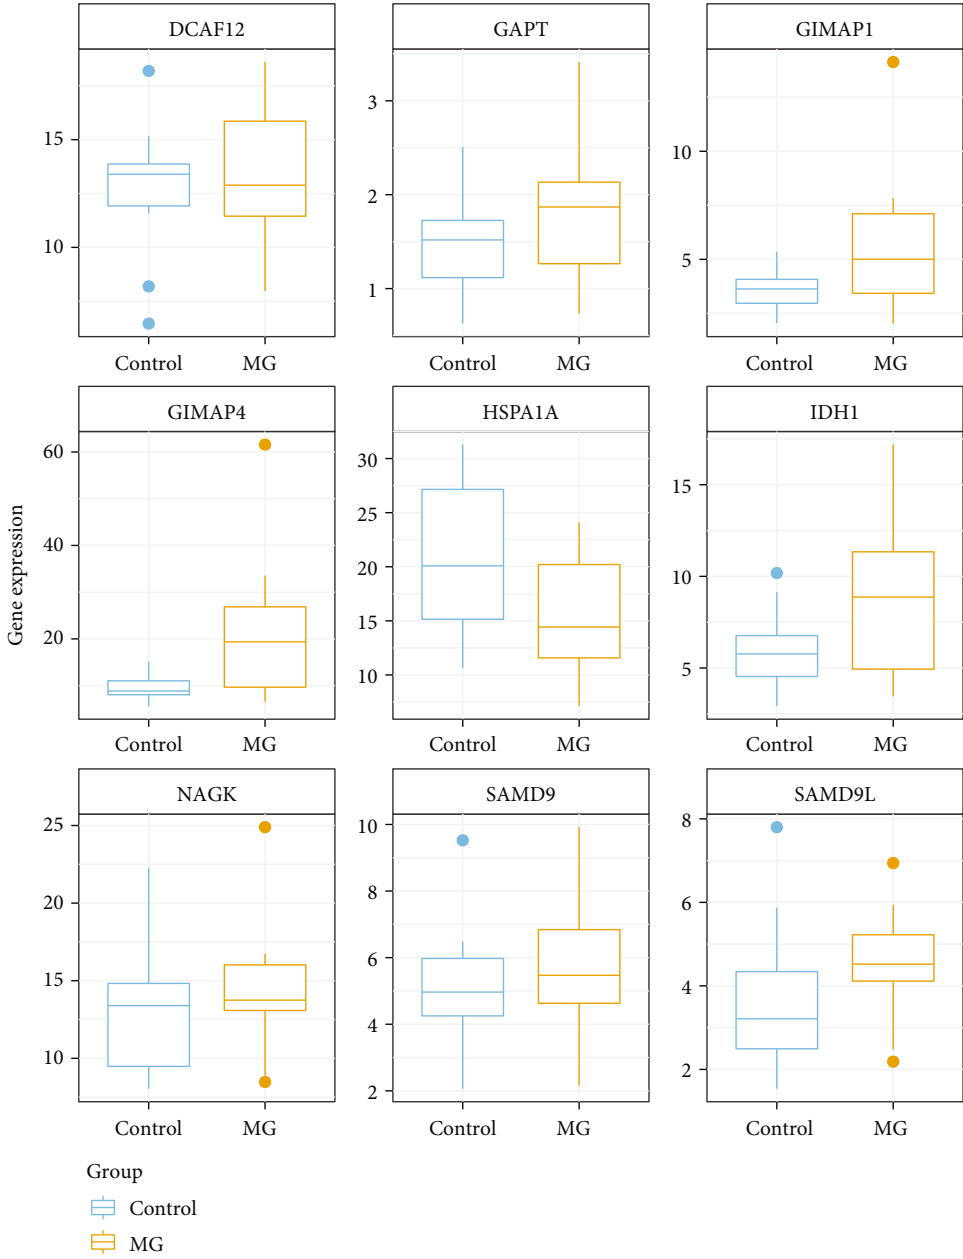 DCAF12
GAPT
GIMAP1
15
10
3
2
1
10
5
Control MG
Control MG
Control MG
Gene expression
GIMAP4
HSPA1A
IDH1
60
40
20
30
25
20
15
10
15
10
5
Control MG
Control MG
Control MG
NAGK
SAMD9
SAMD9L
25
20
15
10
10
8
6
4
2
8
6
4
2
Control MG
Control MG
Control MG
Group
Control
MG